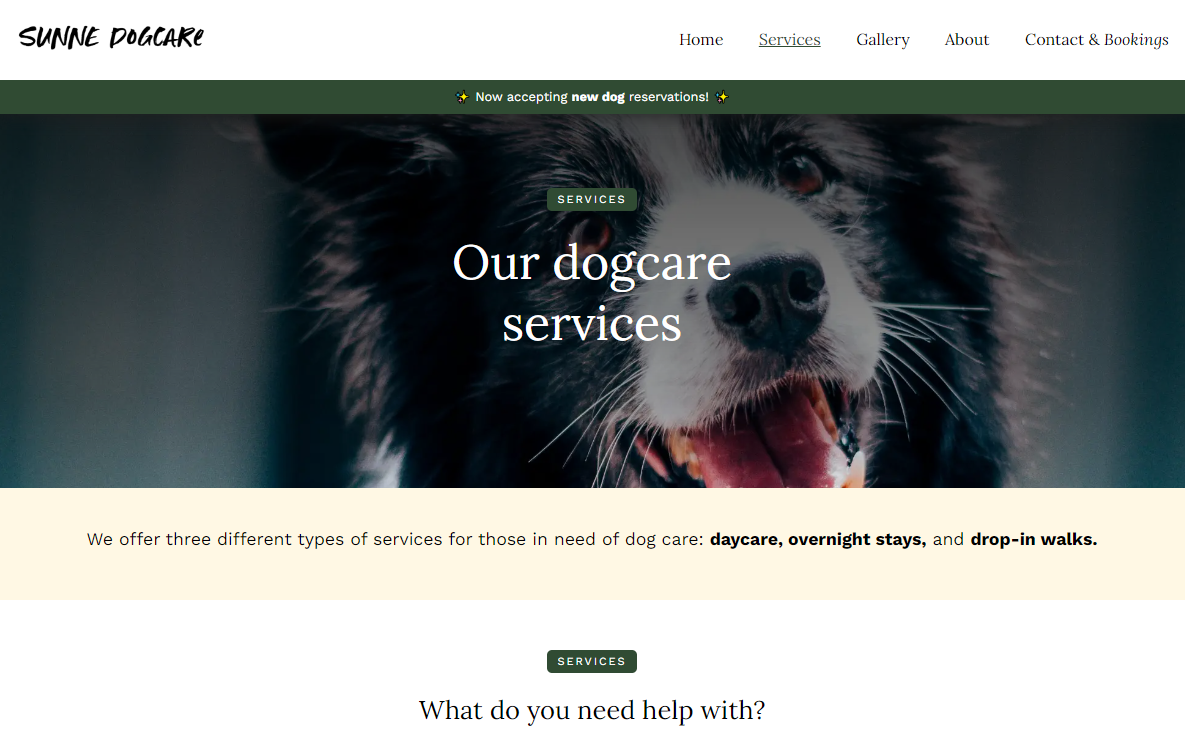 SUNNE DOGCARE
Home Services Gallery About Contact & Bookings
✨ Now accepting new dog reservations! ✨
SERVICES
Our dogcare
services
We offer three different types of services for those in need of dog care: daycare, overnight stays, and drop-in walks.
SERVICES
What do you need help with?